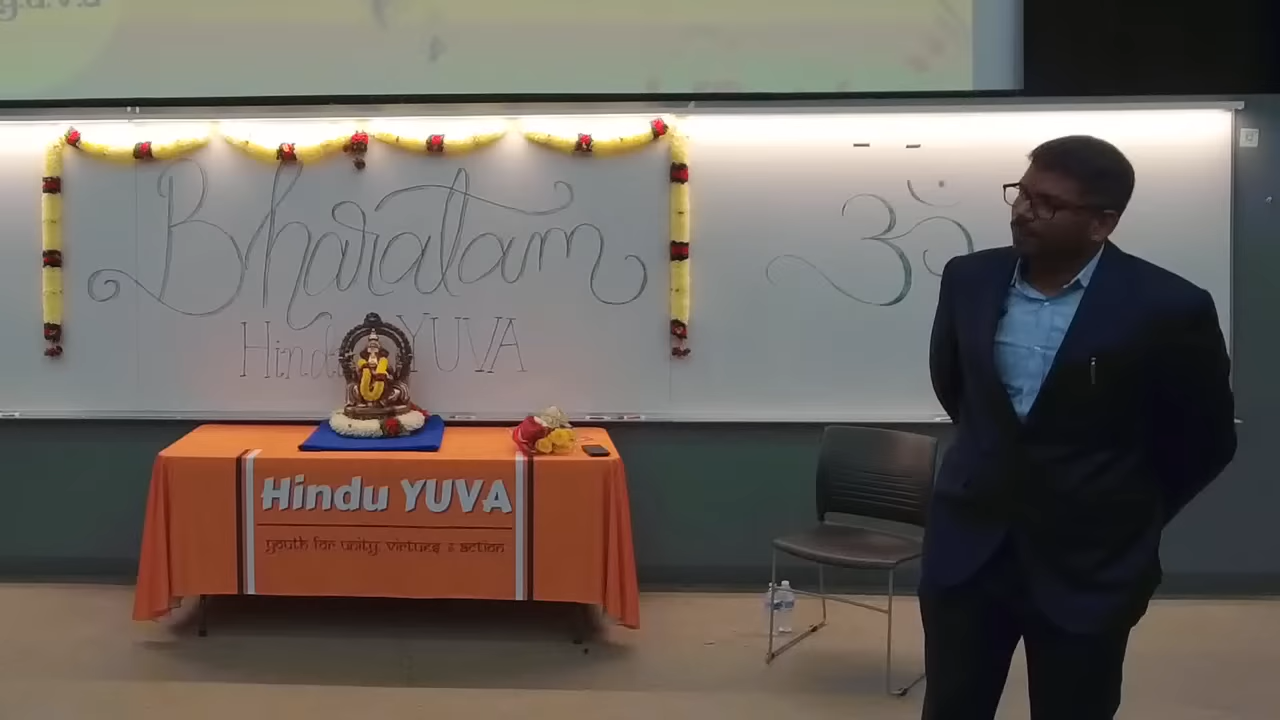 Bharatam
Hindu YUVA
ॐ
Hindu YUVA
Youth for unity, virtues & action